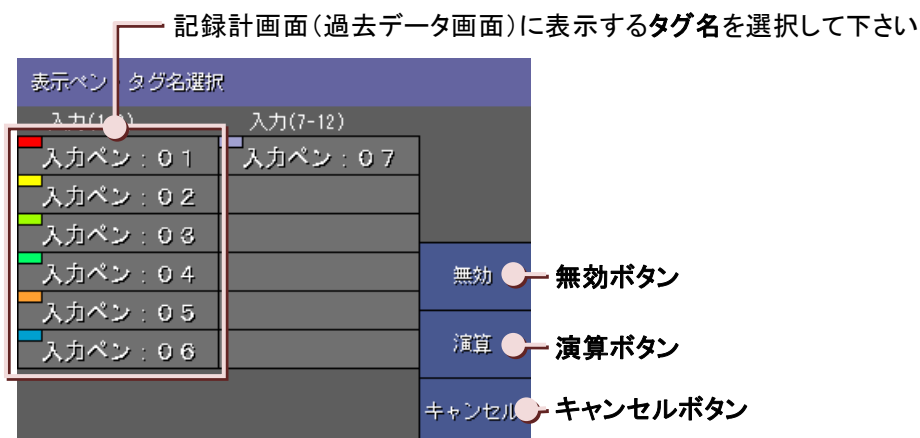 記録計画面(過去データ画面)に表示するタグ名を選択して下さい
表示ペン タグ名選択
入力(1 )
入力(7-12)
入力ペン:01
入力ペン:07
入力ペン:02
入力ペン:03
入力ペン:04
入力ペン:05
入力ペン:06
無効
無効ボタン
演算
演算ボタン
キャンセル
キャンセルボタン